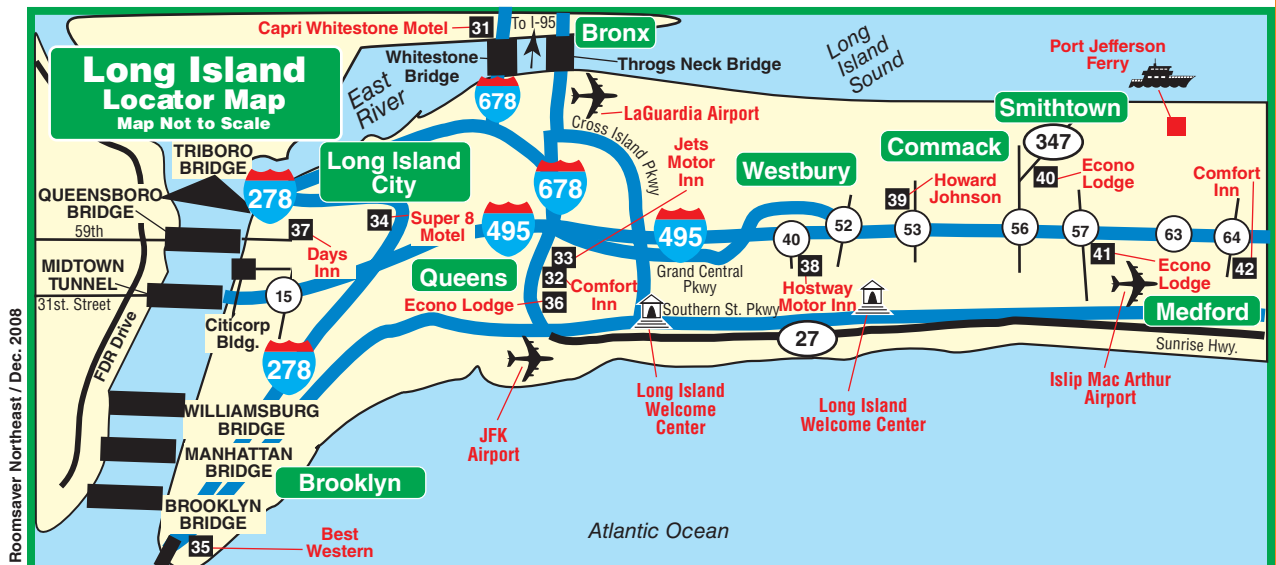 Long Island
Locator Map
Map Not to Scale
Capri Whitestone Motel
31
To I-95
Bronx
Whitestone
Bridge
Throgs Neck Bridge
East
River
678
LaGuardia Airport
Long
Island
Sound
Port Jefferson
Ferry
Smithtown
347
Cross Island Pkwy
Jets
Motor
Inn
Westbury
Commack
40
Econo
Lodge
Comfort
Inn
TRIBORO
BRIDGE
278
Long Island
City
678
39
Howard
Johnson
QUEENSBORO
BRIDGE
59th
37
Days
Inn
34
Super 8
Motel
495
495
40
52
53
56
57
63
64
MIDTOWN
TUNNEL
31st. Street
15
Queens
33
32
Comfort
Inn
36
Econo Lodge
Grand Central
Pkwy
38
Hostway
Motor Inn
41
Econo
Lodge
42
Southern St. Pkwy
Medford
Citicorp
Bldg.
FDR Drive
278
27
Sunrise Hwy.
Long Island
Welcome
Center
Long Island
Welcome Center
Islip Mac Arthur
Airport
JFK
Airport
WILLIAMSBURG
BRIDGE
MANHATTAN
BRIDGE
Brooklyn
BROOKLYN
BRIDGE
35
Best
Western
Atlantic Ocean
Roomsaver Northeast / Dec. 2008